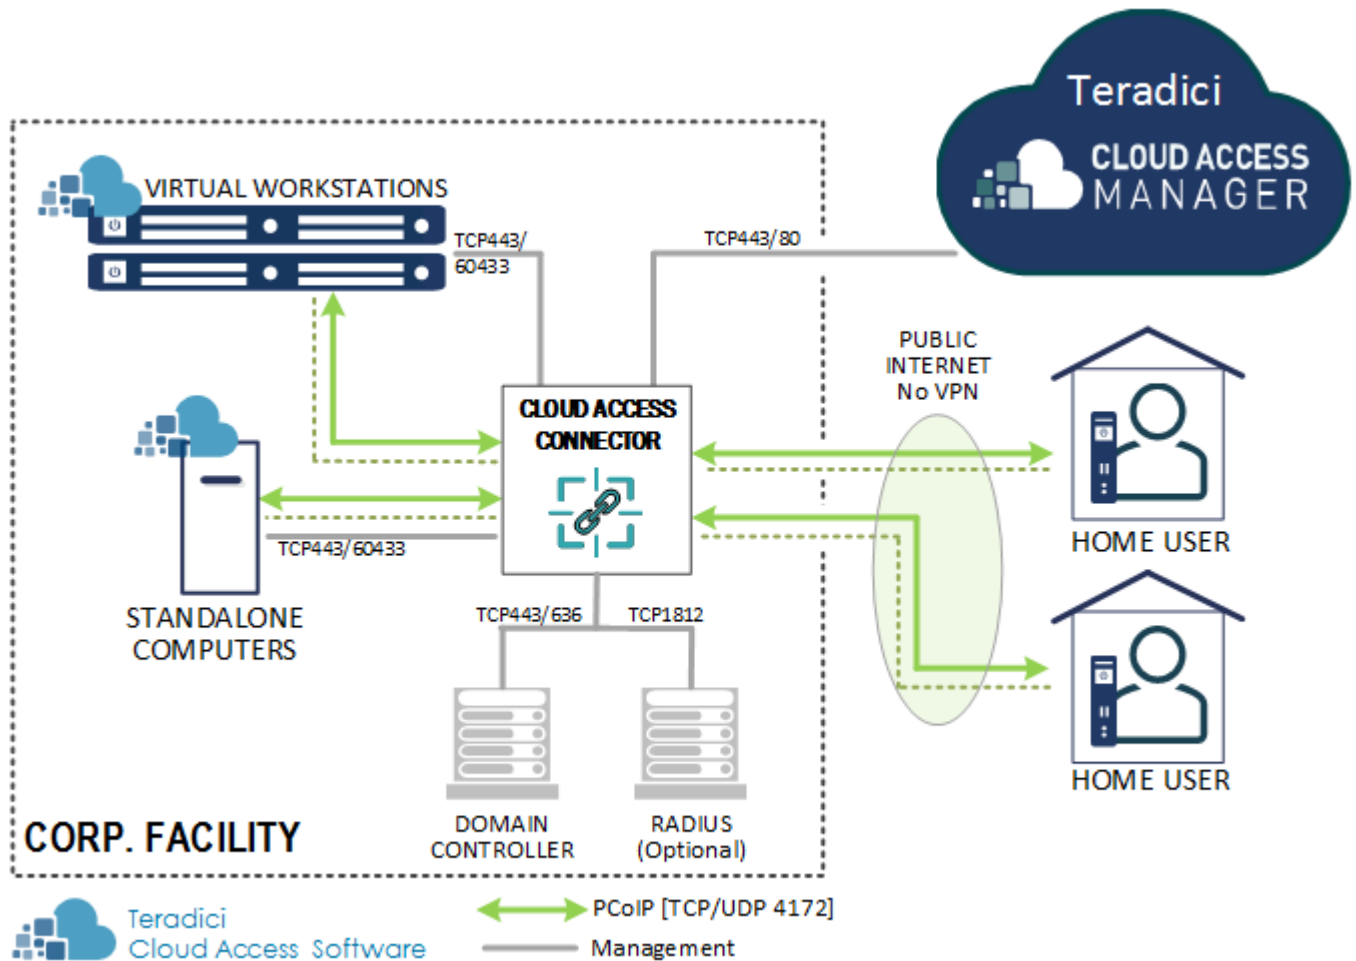 Teradici
CLOUD ACCESS
MANAGER
VIRTUAL WORKSTATIONS
TCP443/
60433
TCP443/80
PUBLIC
INTERNET
No VPN
CLOUD ACCESS
CONNECTOR
HOME USER
TCP443/60433
STANDALONE
COMPUTERS
TCP443/636
TCP1812
HOME USER
DOMAIN
CONTROLLER
RADIUS
(Optional)
CORP. FACILITY
Teradici
Cloud Access Software
PCoIP [TCP/UDP 4172]
Management